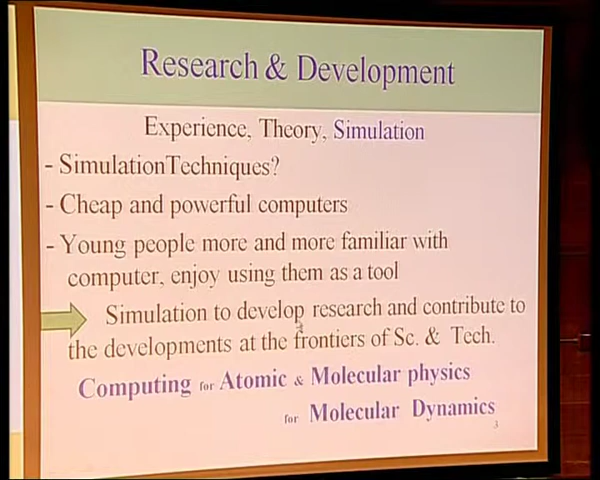 Research & Development
Experience, Theory, Simulation
- SimulationTechniques?
- Cheap and powerful computers
- Young people more and more familiar with
computer, enjoy using them as a tool
Simulation to develop research and contribute to
the developments at the frontiers of Sc. & Tech.
Computing for Atomic & Molecular physics
for Molecular Dynamics
3